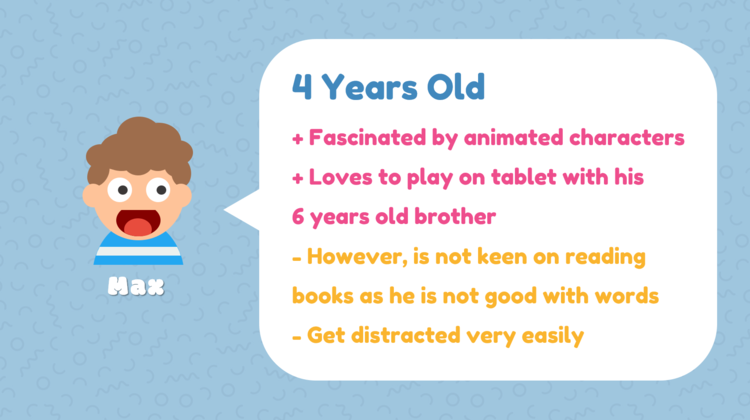 4 Years Old
+ Fascinated by animated characters
+ Loves to play on tablet with his
6 years old brother
- However, is not keen on reading
books as he is not good with words
- Get distracted very easily
Max